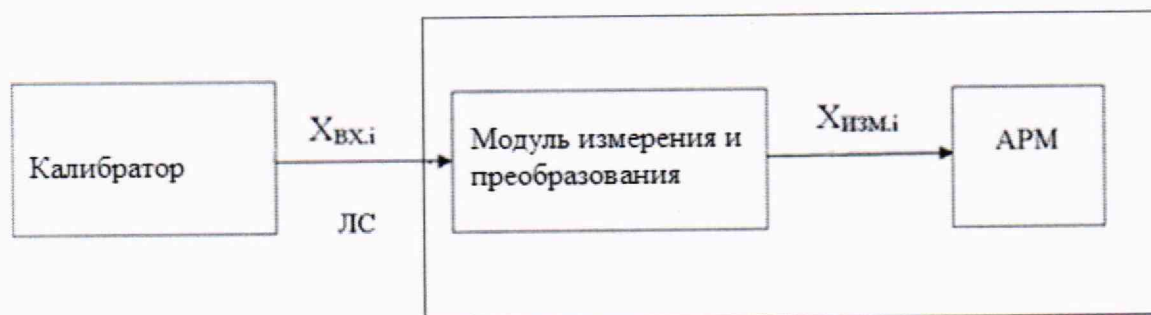 Калибратор
Xвх.i
ЛС
Модуль измерения и
преобразования
Xизм.i
АРМ